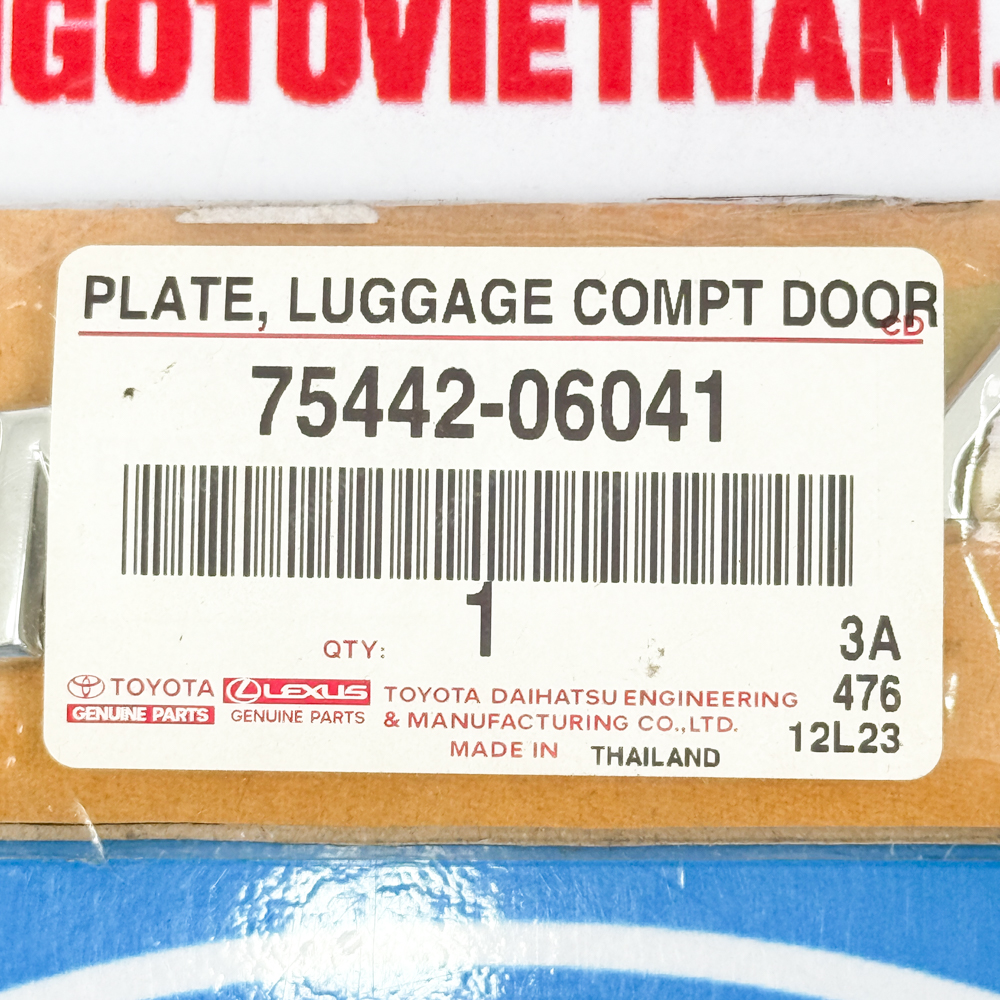 NGOTOVIETNAM.
PLATE, LUGGAGE COMPT DOOR
CD
75442-06041
1
QTY:
3A
TOYOTA LEXUS TOYOTA DAIHATSU ENGINEERING 476
GENUINE PARTS GENUINE PARTS & MANUFACTURING CO.,LTD. 12L23
MADE IN THAILAND